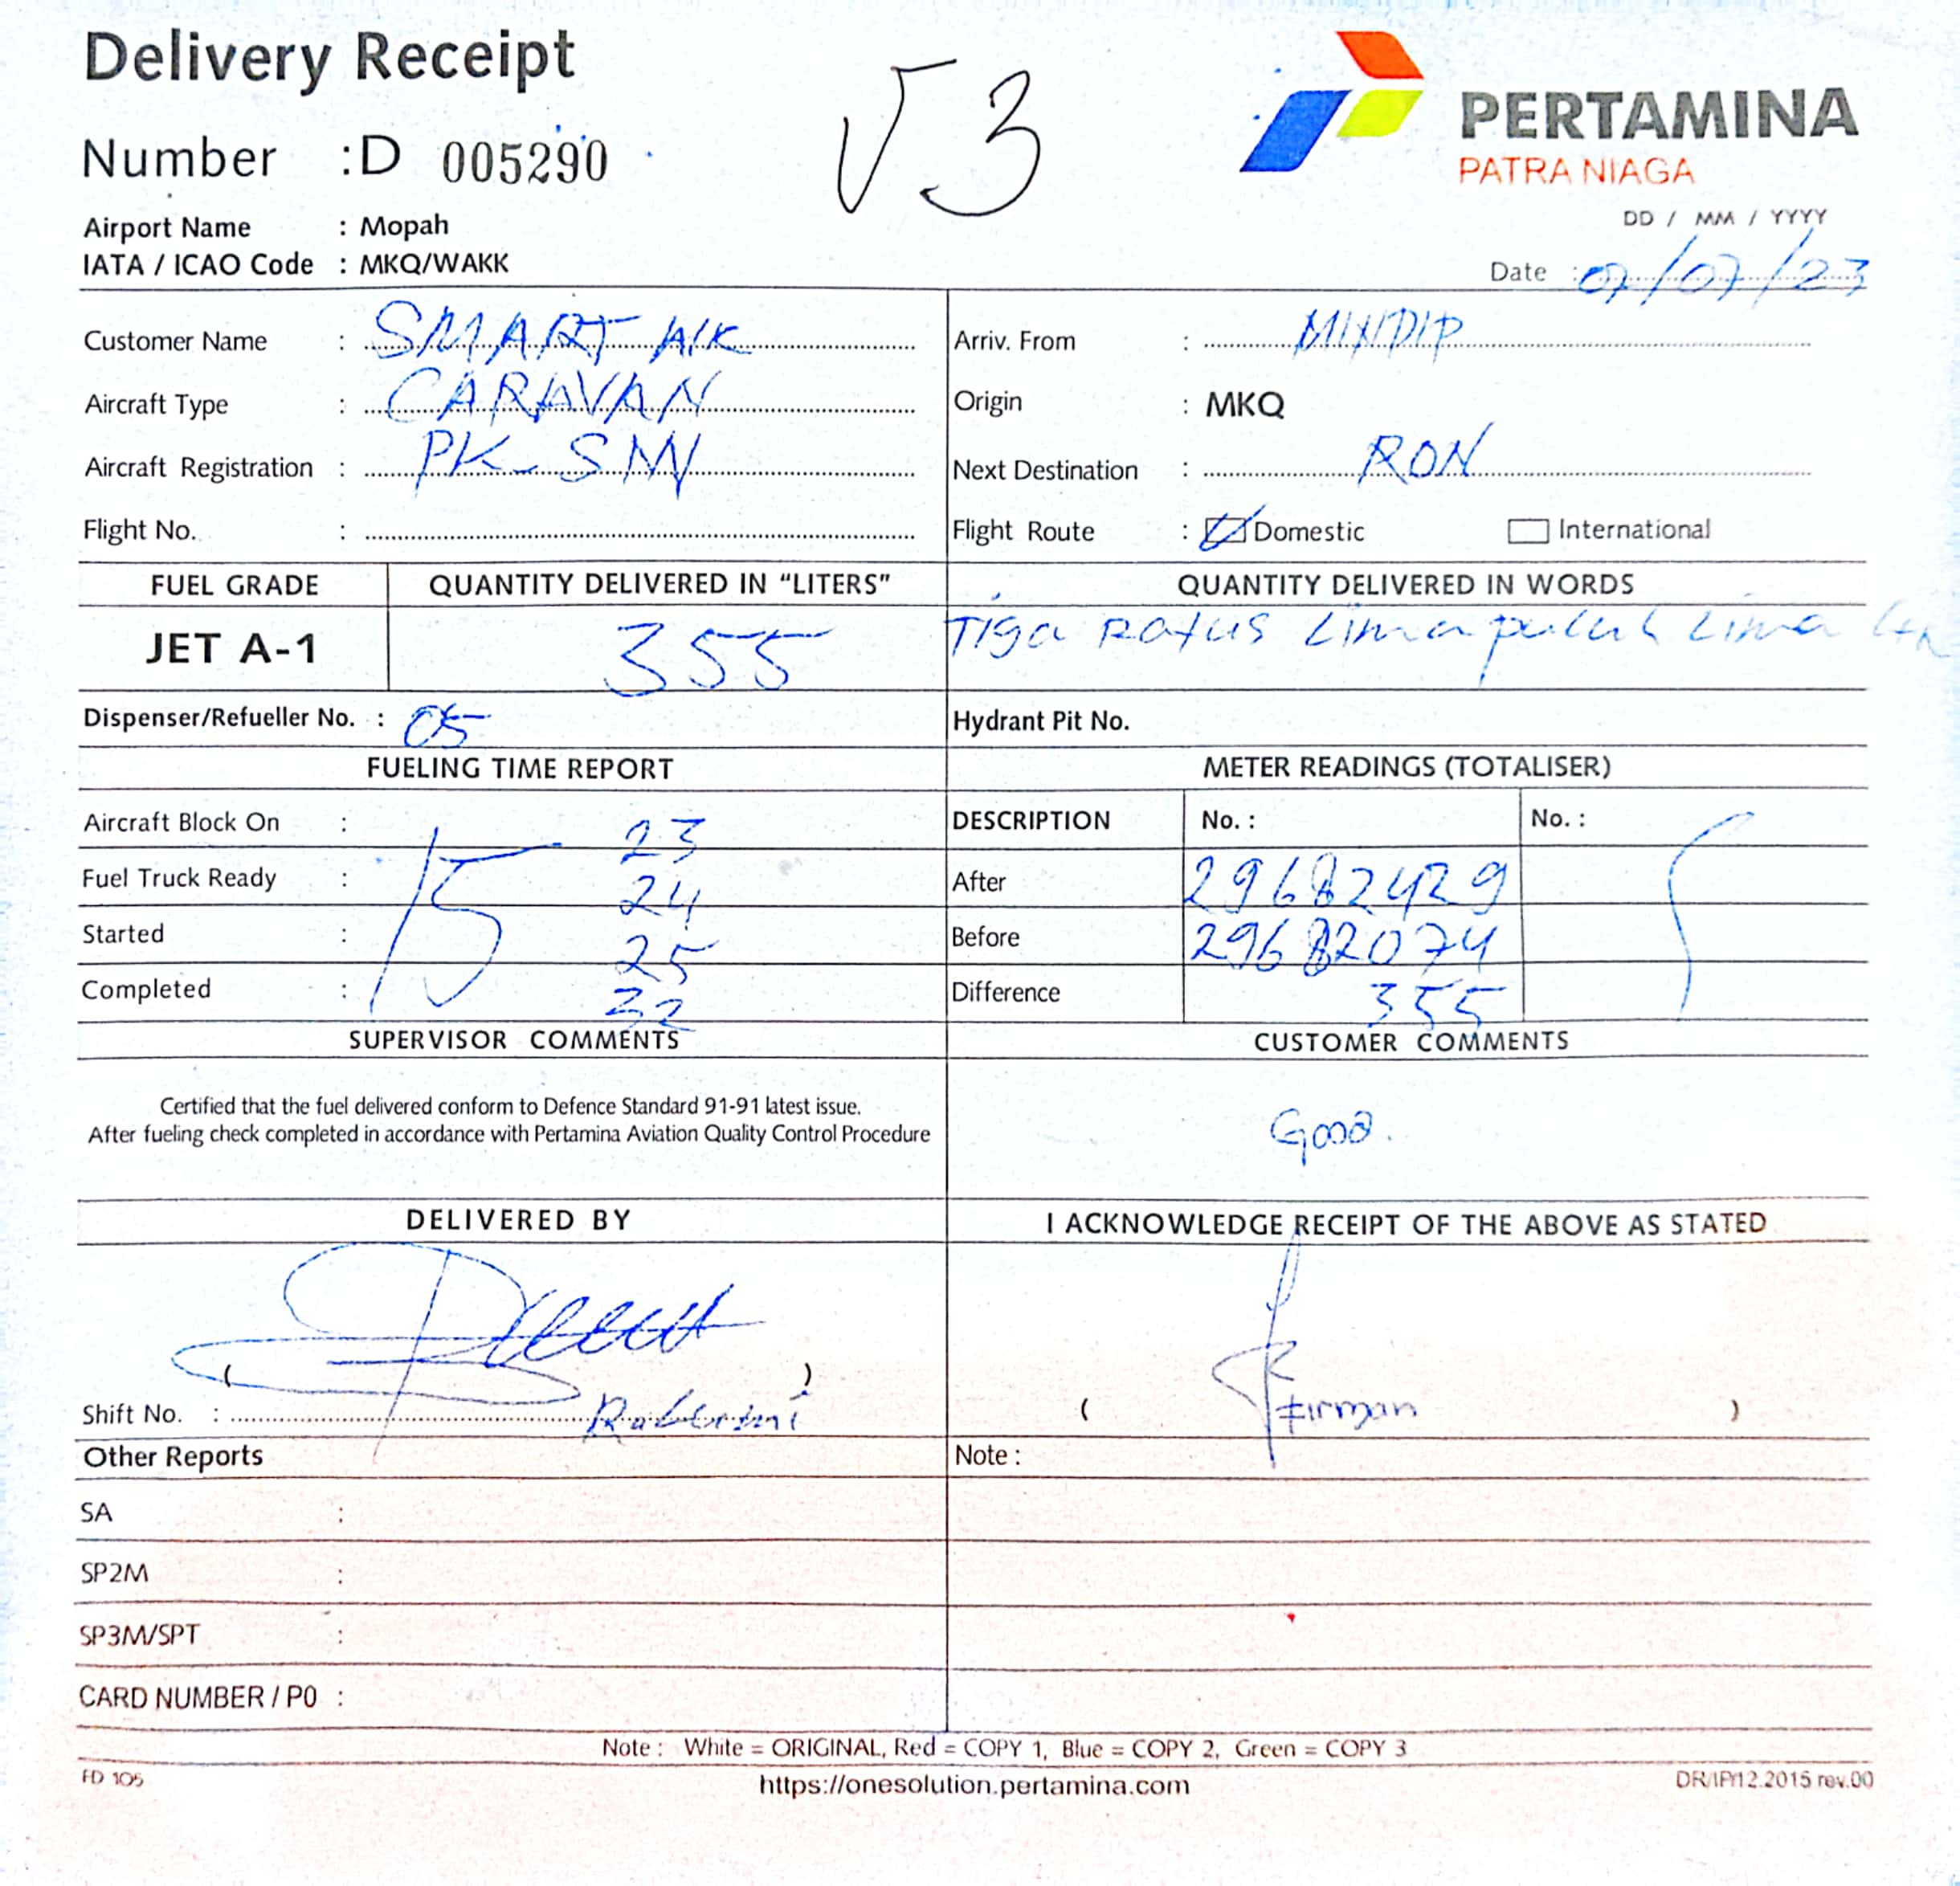 Delivery Receipt
√ 3
PERTAMINA
PATRA NIAGA
Number :D 005290
Airport Name : Mopah
IATA / ICAO Code : MKQ/WAKK
DD / MM / YYYY
Date : 07/07/23
Customer Name : SMART AIR
Arriv. From : MINDIP
Aircraft Type : CARAVAN
Origin : MKQ
Aircraft Registration : PK-SNN
Next Destination : RON
Flight No. :
Flight Route : Domestic International
FUEL GRADE QUANTITY DELIVERED IN "LITERS" QUANTITY DELIVERED IN WORDS
JET A-1 355 Tiga Ratus Lima puluh Lima Ltr
Dispenser/Refueller No. : 05 Hydrant Pit No.
FUELING TIME REPORT METER READINGS (TOTALISER)
Aircraft Block On : 23 DESCRIPTION No. : No. :
15
Fuel Truck Ready : 24 After 29682429
Started : 25 Before 29682074
Completed : 32 Difference 355
SUPERVISOR COMMENTS CUSTOMER COMMENTS
Certified that the fuel delivered conform to Defence Standard 91-91 latest issue.
After fueling check completed in accordance with Pertamina Aviation Quality Control Procedure
Good.
DELIVERED BY I ACKNOWLEDGE RECEIPT OF THE ABOVE AS STATED
( ) 
Shift No. : ( Firman )
Other Reports Note :
SA :
SP2M :
SP3M/SPT :
CARD NUMBER / P0 :
Note : White = ORIGINAL, Red = COPY 1, Blue = COPY 2, Green = COPY 3
FD 105 https://onesolution.pertamina.com DR/IP/12.2015 rev.00